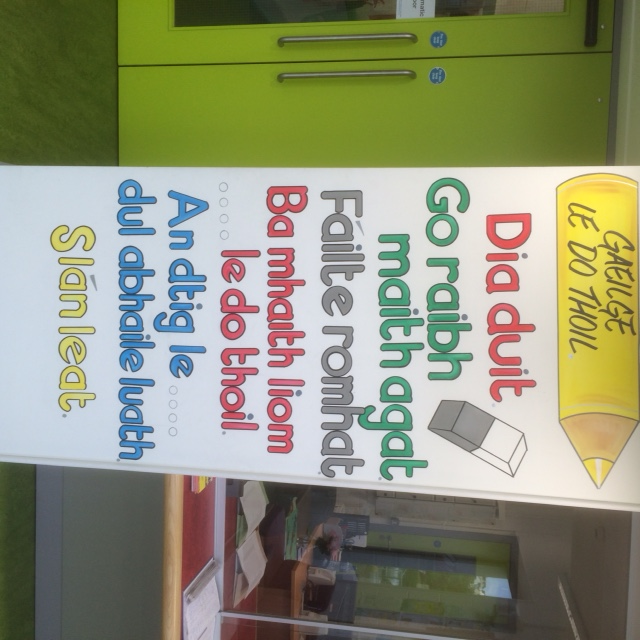 GAEILGE
LE DO THOIL
Dia duit.
Go raibh
maith agat.
Fáilte romhat.
Ba mhaith liom
.... le do thoil.
An dtig le ....
dul abhaile luath.
Slán leat.